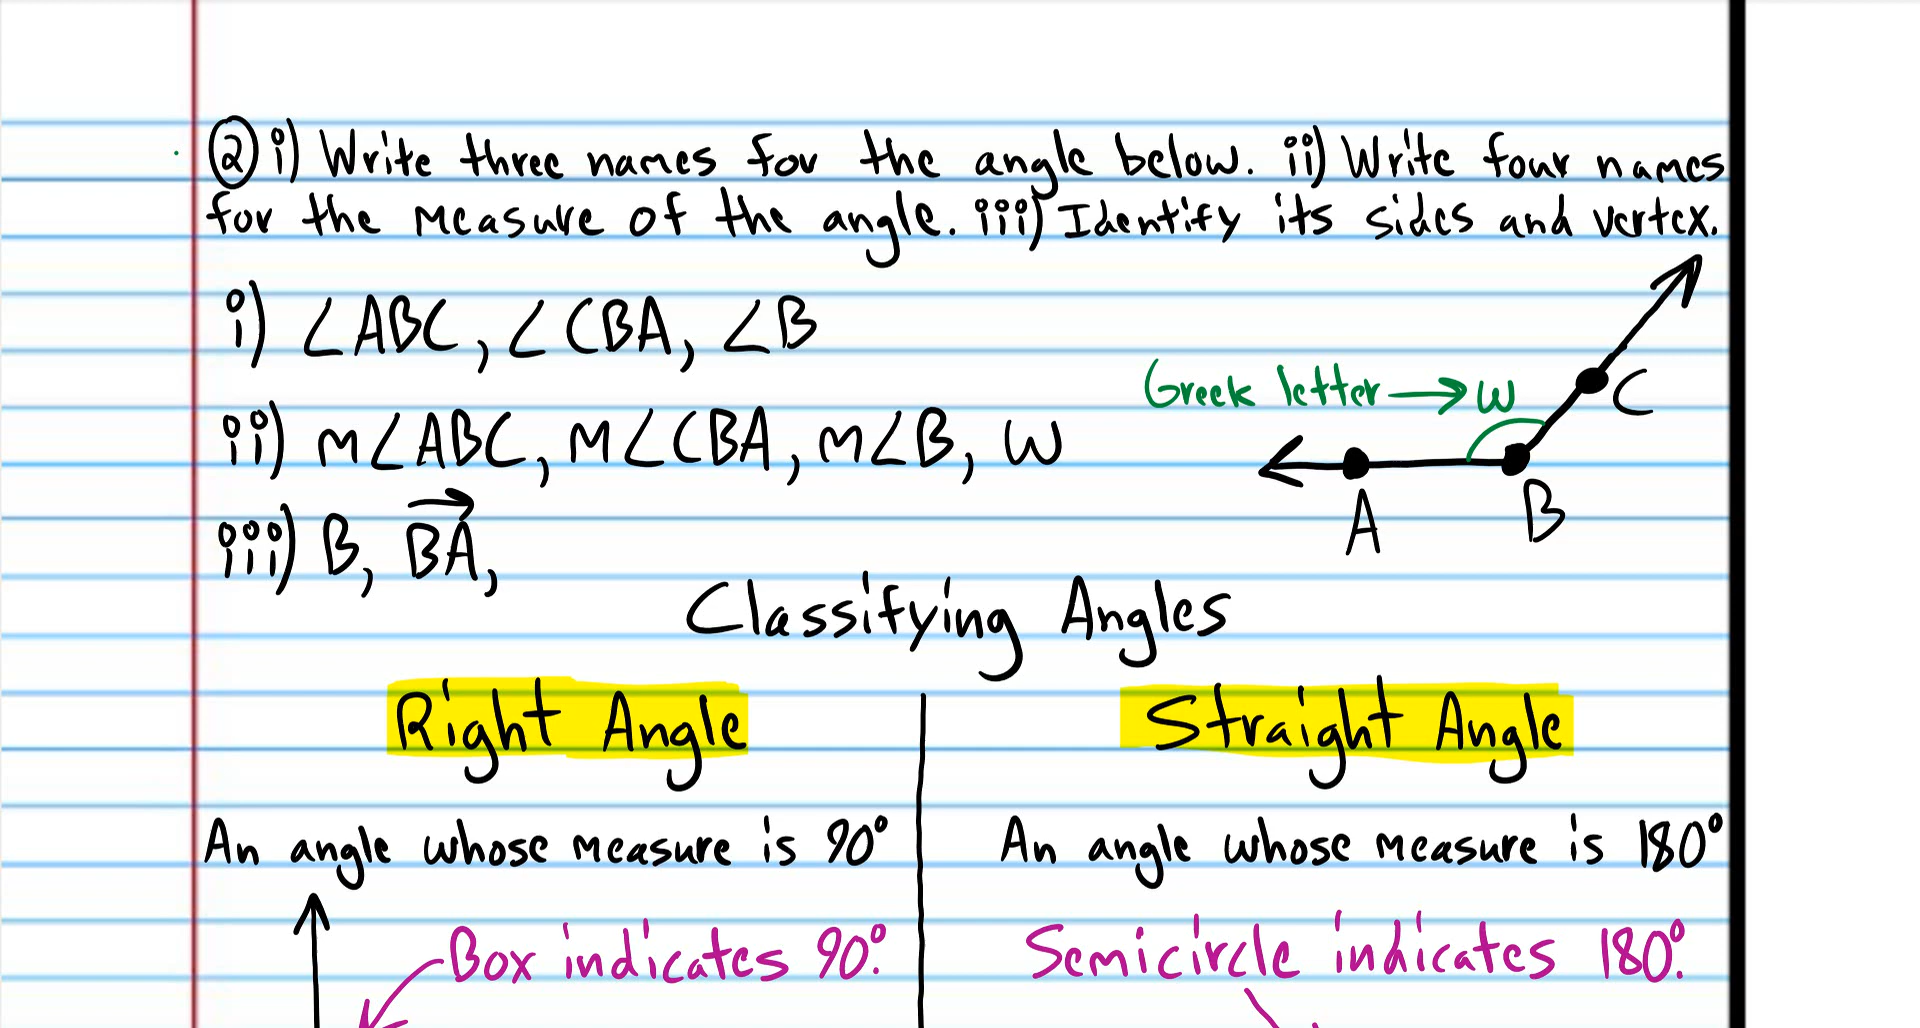 ② i) Write three names for the angle below. ii) Write four names
for the measure of the angle. iii) Identify its sides and vertex.
i) ∠ABC, ∠CBA, ∠B
Greek letter → ω
C
ii) m∠ABC, m∠CBA, m∠B, ω
A
B
iii) B, B⃗A⃗,
Classifying Angles
Right Angle
Straight Angle
An angle whose measure is 90°
An angle whose measure is 180°
Box indicates 90°.
Semicircle indicates 180°.